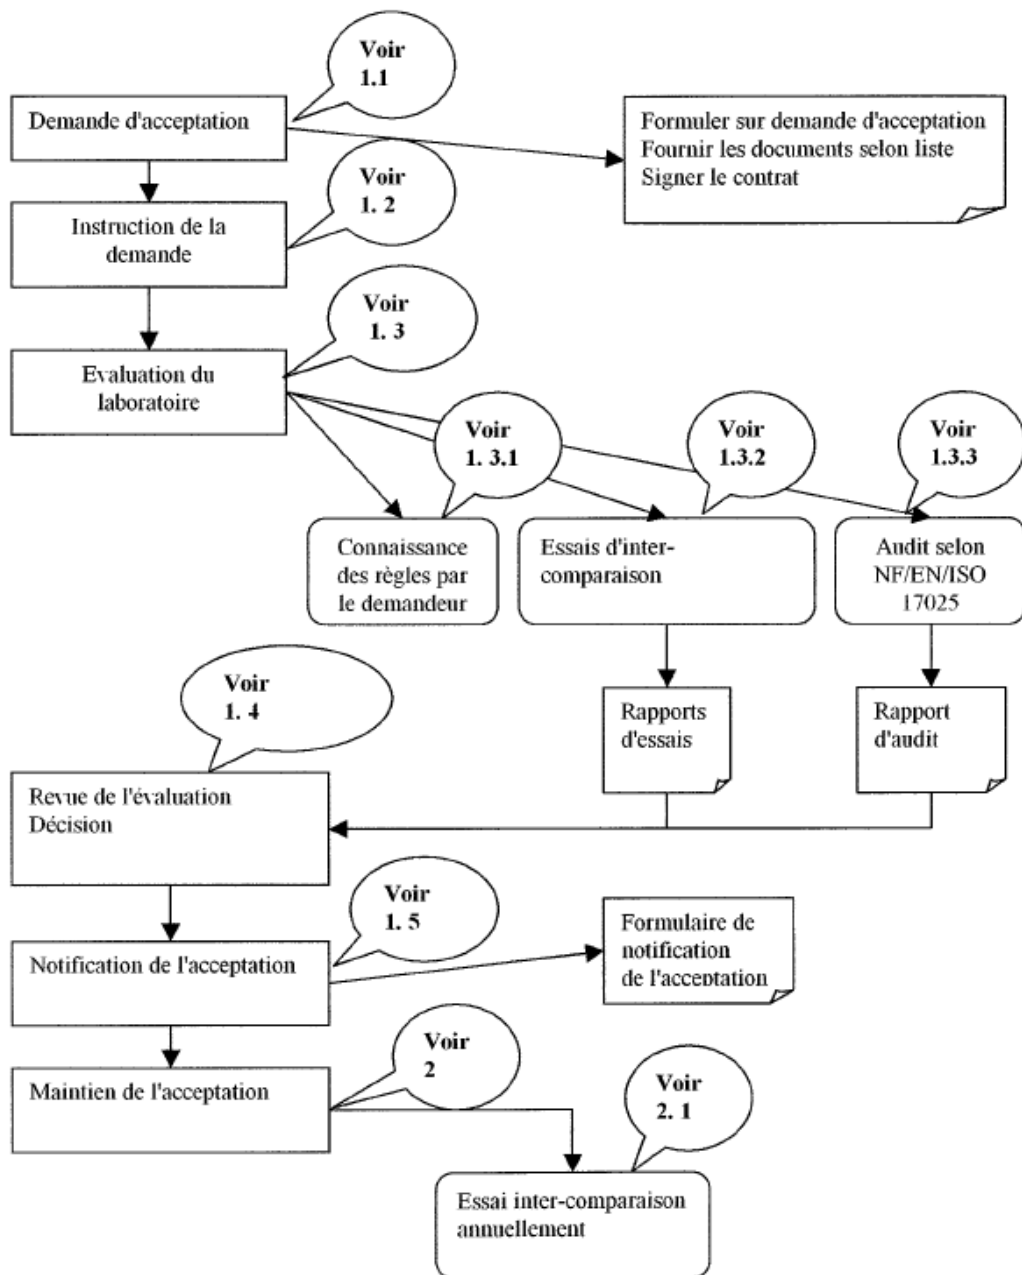 Voir
1.1
Demande d'acceptation
Formuler sur demande d'acceptation
Fournir les documents selon liste
Signer le contrat
Voir
1. 2
Instruction de la
demande
Voir
1. 3
Evaluation du
laboratoire
Voir
1. 3.1
Voir
1.3.2
Voir
1.3.3
Connaissance
des règles par
le demandeur
Essais d'inter-
comparaison
Audit selon
NF/EN/ISO
17025
Voir
1. 4
Rapports
d'essais
Rapport
d'audit
Revue de l'évaluation
Décision
Voir
1. 5
Notification de l'acceptation
Formulaire de
notification
de l'acceptation
Voir
2
Maintien de l'acceptation
Voir
2. 1
Essai inter-comparaison
annuellement